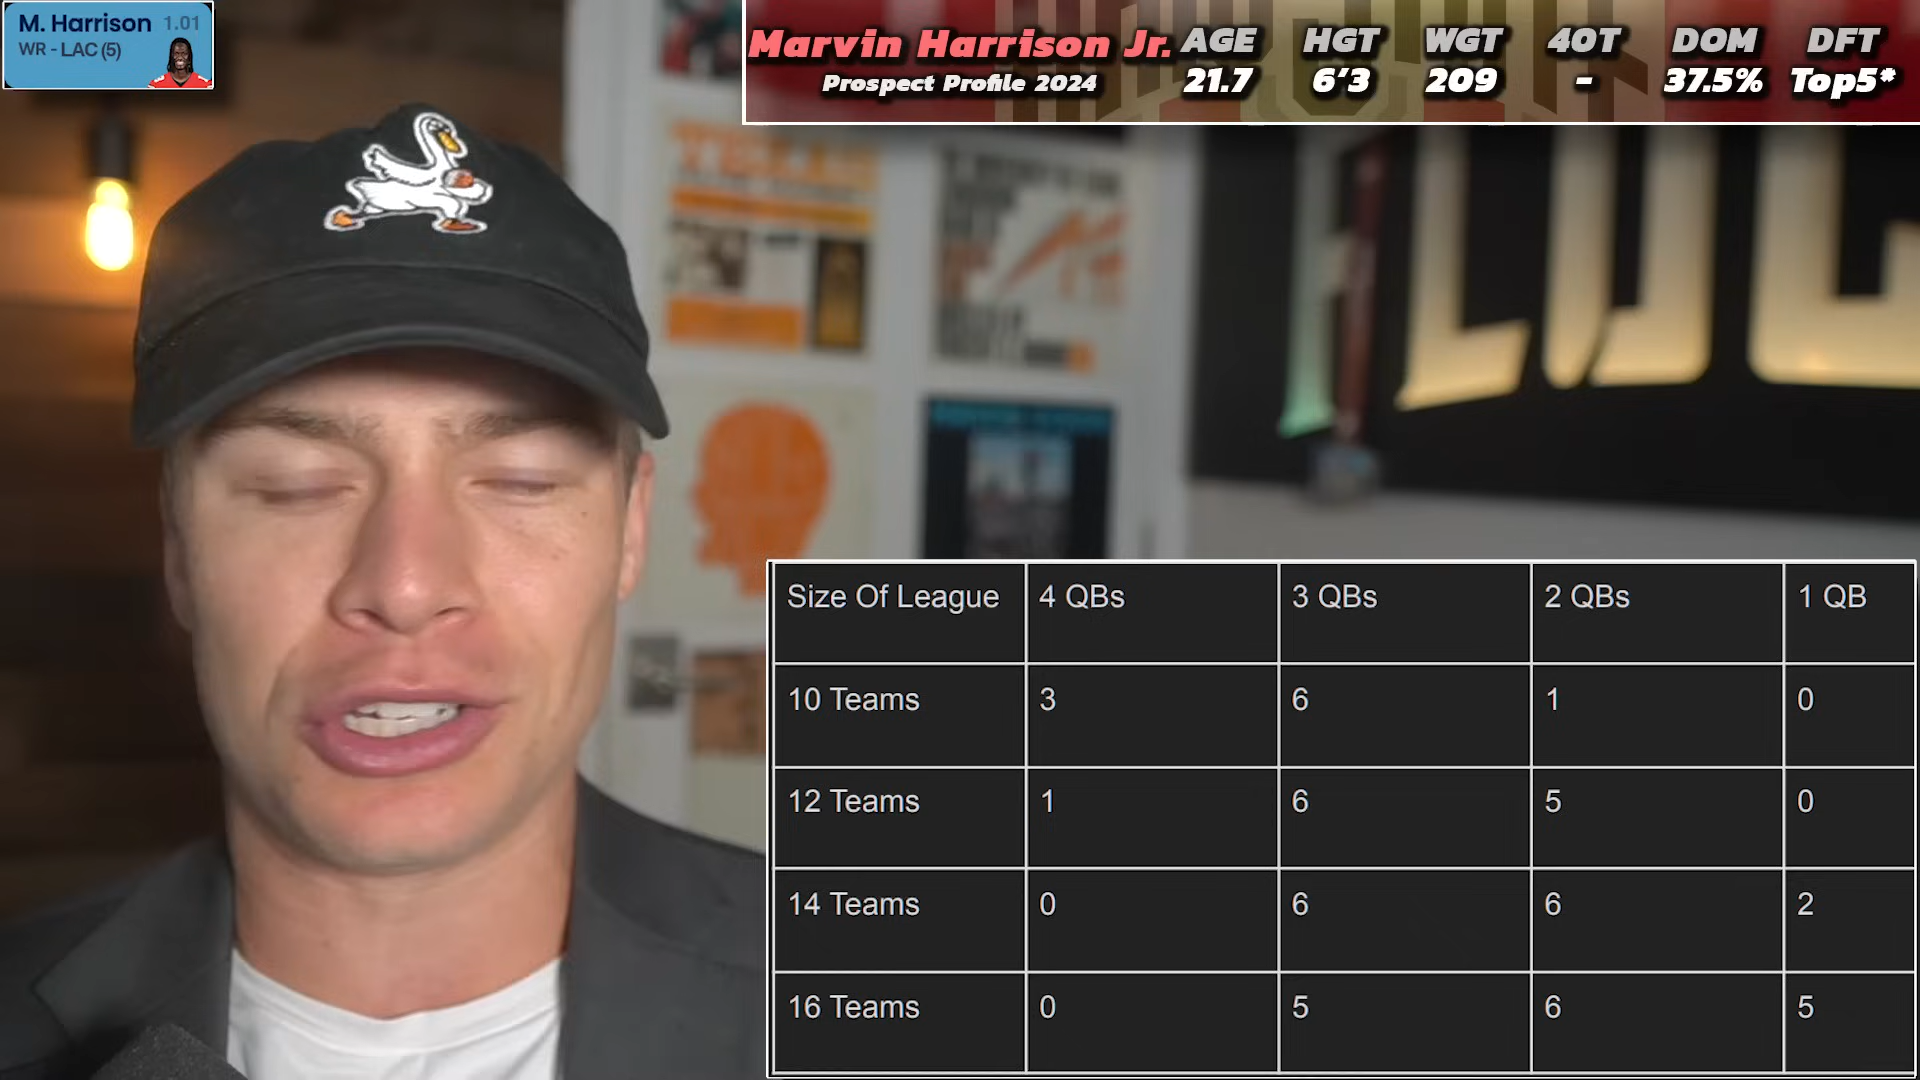 M. Harrison 1.01
WR - LAC (5)
Marvin Harrison Jr. AGE HGT WGT 40T DOM DFT
Prospect Profile 2024 21.7 6'3 209 - 37.5% Top5*
TEXAS
Size Of League 4 QBs 3 QBs 2 QBs 1 QB
10 Teams 3 6 1 0
12 Teams 1 6 5 0
14 Teams 0 6 6 2
16 Teams 0 5 6 5